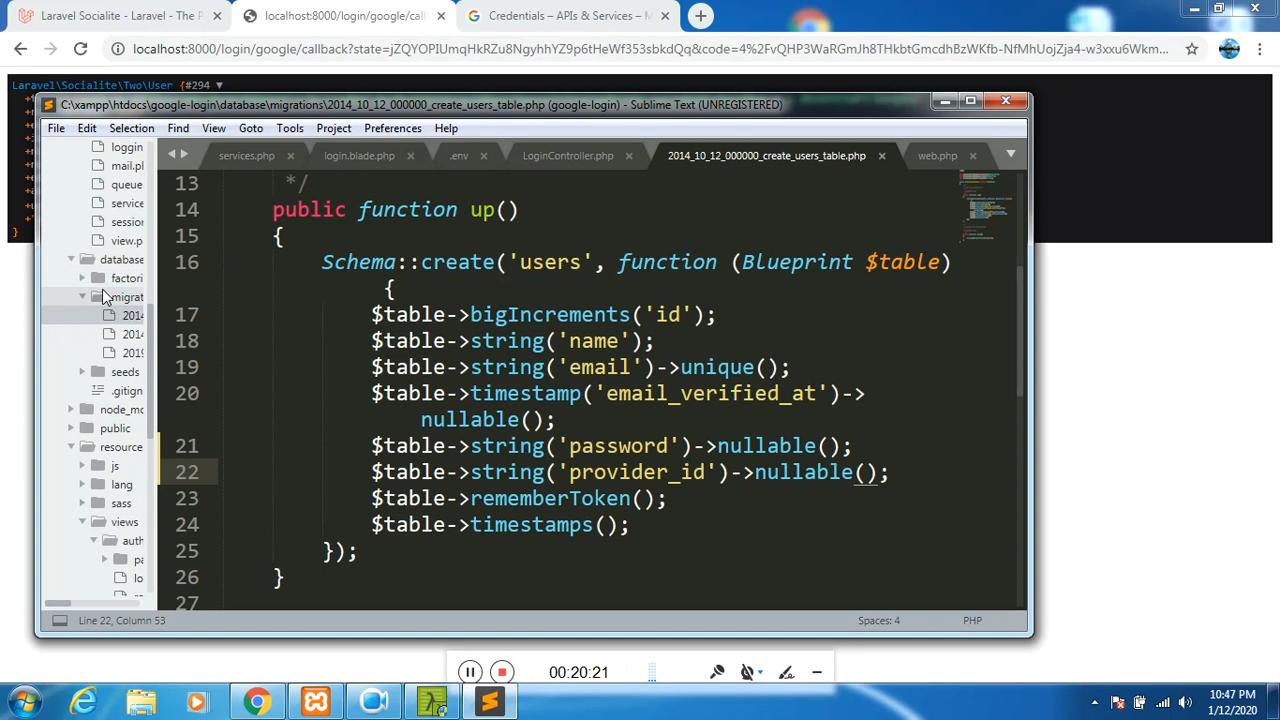 Laravel Socialite - Laravel - The P
localhost:8000/login/google/call
Credentials – APIs & Services – M
localhost:8000/login/google/callback?state=jZQYOPIUmqHkRZu8NgyhhYZ9p6tHeWf353sbkdQq&code=4%2FvQHP3WaRGmJh8THkbtGmcdhBzWKfb-NfMhUojZja4-w3xxu6Wkm...
Laravel\Socialite\Two\User {#294 ▼
}
C:\xampp\htdocs\google-login\database\migrations\2014_10_12_000000_create_users_table.php (google-login) - Sublime Text (UNREGISTERED)
File Edit Selection Find View Goto Tools Project Preferences Help
services.php login.blade.php .env LoginController.php 2014_10_12_000000_create_users_table.php web.php
loggin
mail.pl
queue
service
session
view.p
database
factori
migrat
2014
2014
2019
seeds
.gitign
node_mo
public
resource
js
lang
sass
views
auth
pa
lo
13 */
14 public function up()
15 {
16 Schema::create('users', function (Blueprint $table)
{
17 $table->bigIncrements('id');
18 $table->string('name');
19 $table->string('email')->unique();
20 $table->timestamp('email_verified_at')->
nullable();
21 $table->string('password')->nullable();
22 $table->string('provider_id')->nullable();
23 $table->rememberToken();
24 $table->timestamps();
25 });
26 }
27
Line 22, Column 53
Spaces: 4
PHP
00:20:21
10:47 PM
1/12/2020